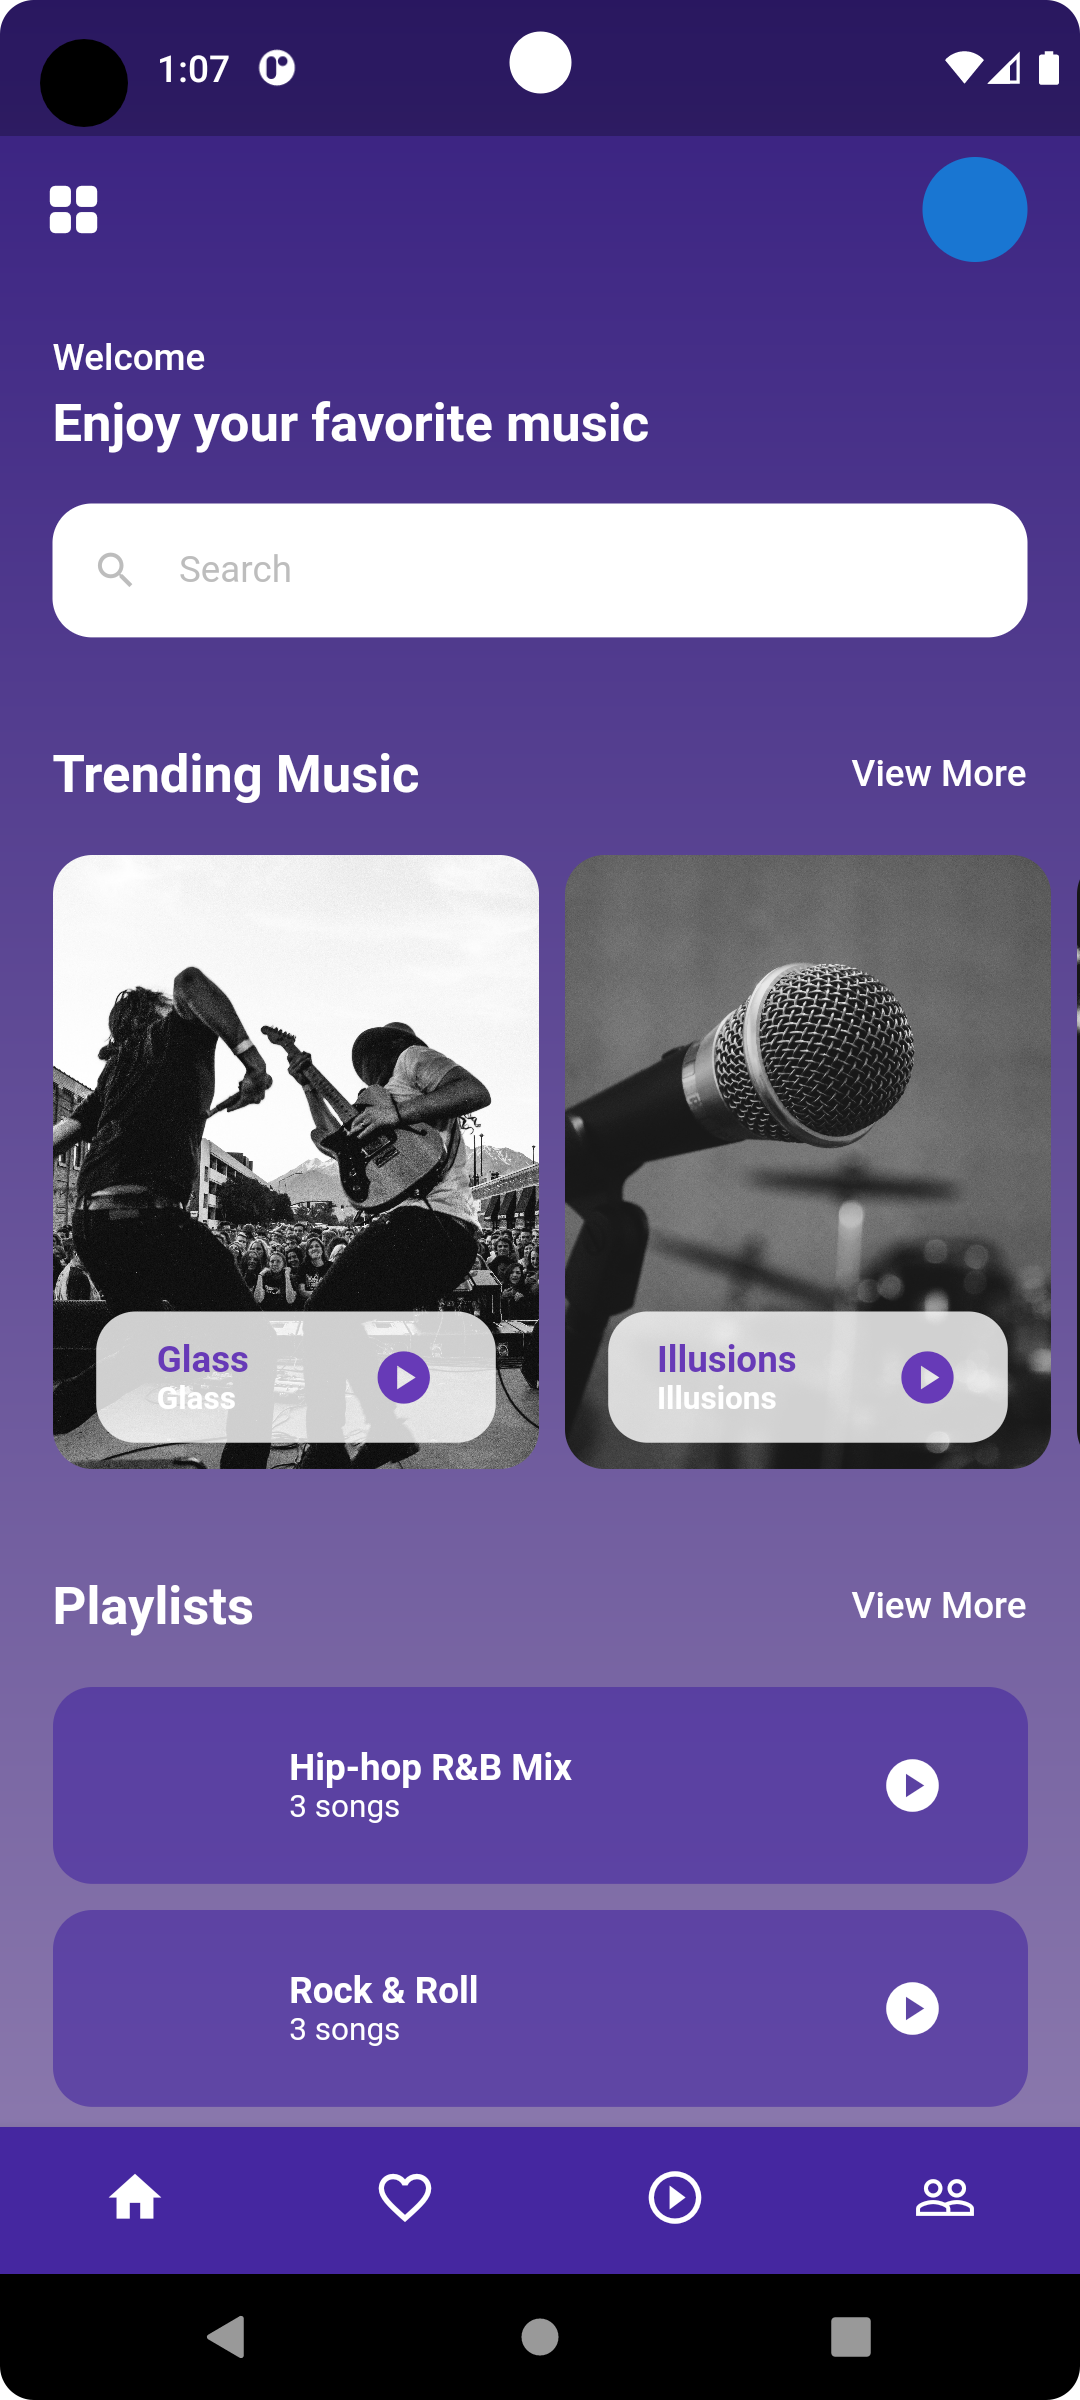 1:07
Welcome
Enjoy your favorite music
Search
Trending Music
View More
Glass
Glass
Illusions
Illusions
Playlists
View More
Hip-hop R&B Mix
3 songs
Rock & Roll
3 songs